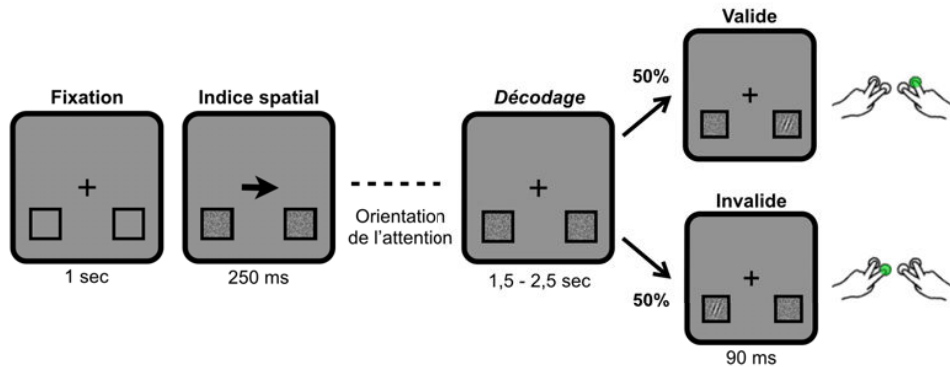 Fixation
1 sec
Indice spatial
250 ms
Orientation
de l'attention
Décodage
1,5 - 2,5 sec
50%
Valide
50%
Invalide
90 ms